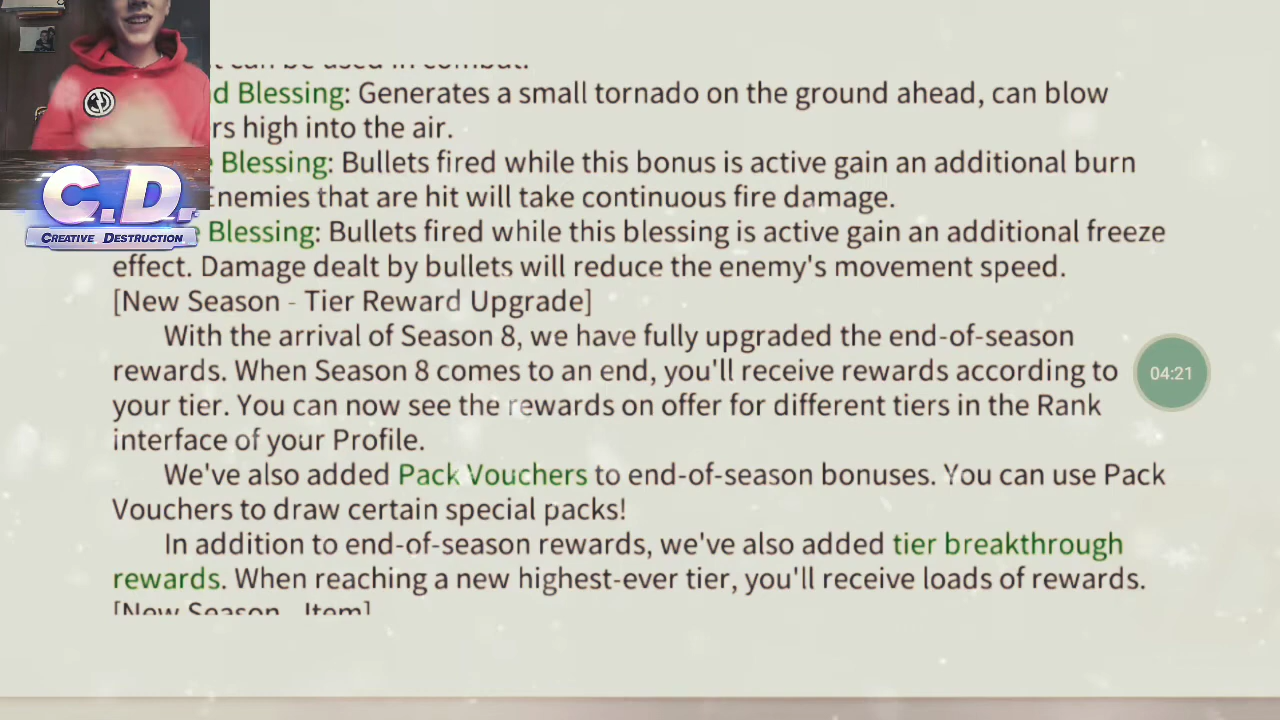 t can be used in combat.
d Blessing: Generates a small tornado on the ground ahead, can blow
rs high into the air.
Blessing: Bullets fired while this bonus is active gain an additional burn
Enemies that are hit will take continuous fire damage.
Blessing: Bullets fired while this blessing is active gain an additional freeze
effect. Damage dealt by bullets will reduce the enemy's movement speed.
[New Season - Tier Reward Upgrade]
With the arrival of Season 8, we have fully upgraded the end-of-season
rewards. When Season 8 comes to an end, you'll receive rewards according to
your tier. You can now see the rewards on offer for different tiers in the Rank
interface of your Profile.
We've also added Pack Vouchers to end-of-season bonuses. You can use Pack
Vouchers to draw certain special packs!
In addition to end-of-season rewards, we've also added tier breakthrough
rewards. When reaching a new highest-ever tier, you'll receive loads of rewards.
[New Season - Item]
C.D.
CREATIVE DESTRUCTION
04:21